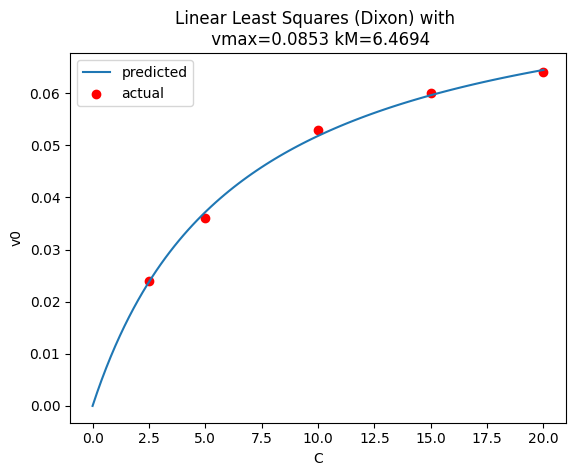 Linear Least Squares (Dixon) with
vmax=0.0853 kM=6.4694
predicted
actual
0.06
0.05
0.04
0.03
0.02
0.01
0.00
v0
0.0 2.5 5.0 7.5 10.0 12.5 15.0 17.5 20.0
C